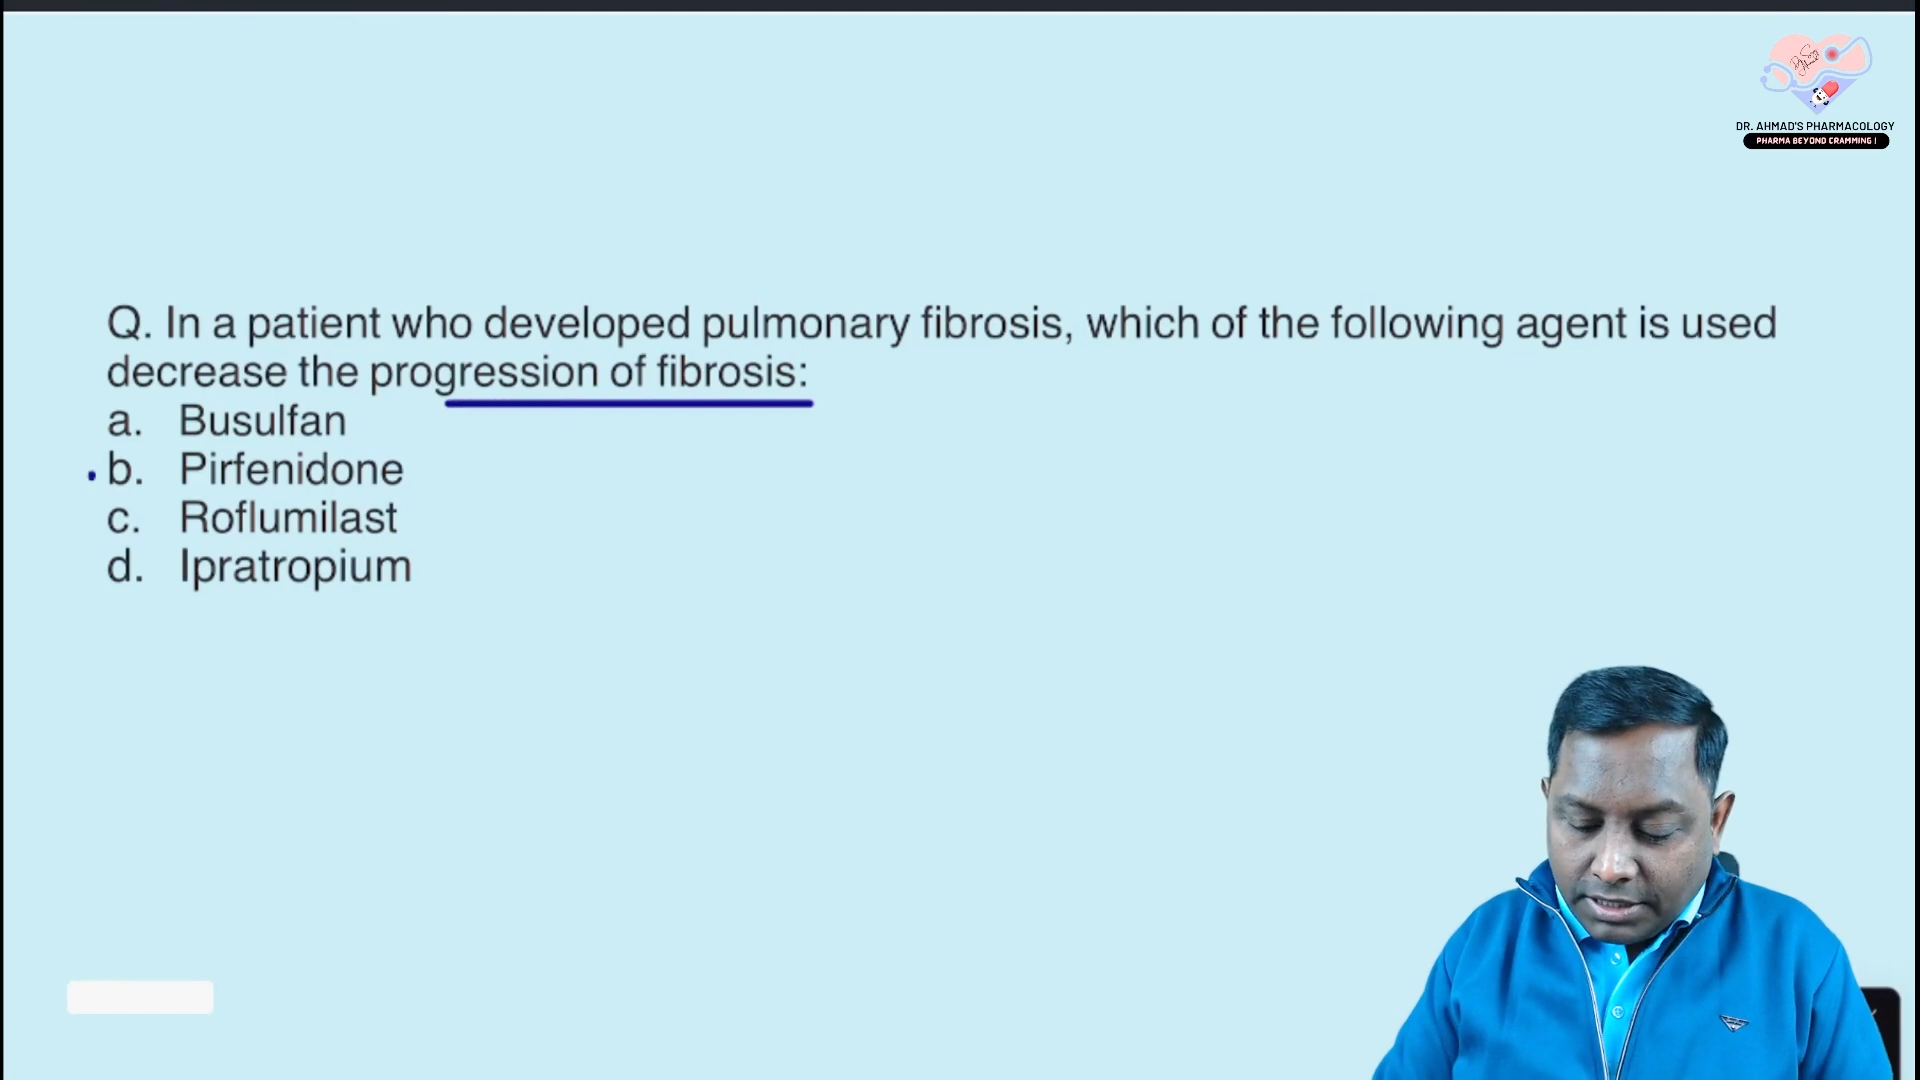 DR. AHMAD'S PHARMACOLOGY
PHARMA BEYOND CRAMMING !
Q. In a patient who developed pulmonary fibrosis, which of the following agent is used
decrease the progression of fibrosis:
a. Busulfan
b. Pirfenidone
c. Roflumilast
d. Ipratropium